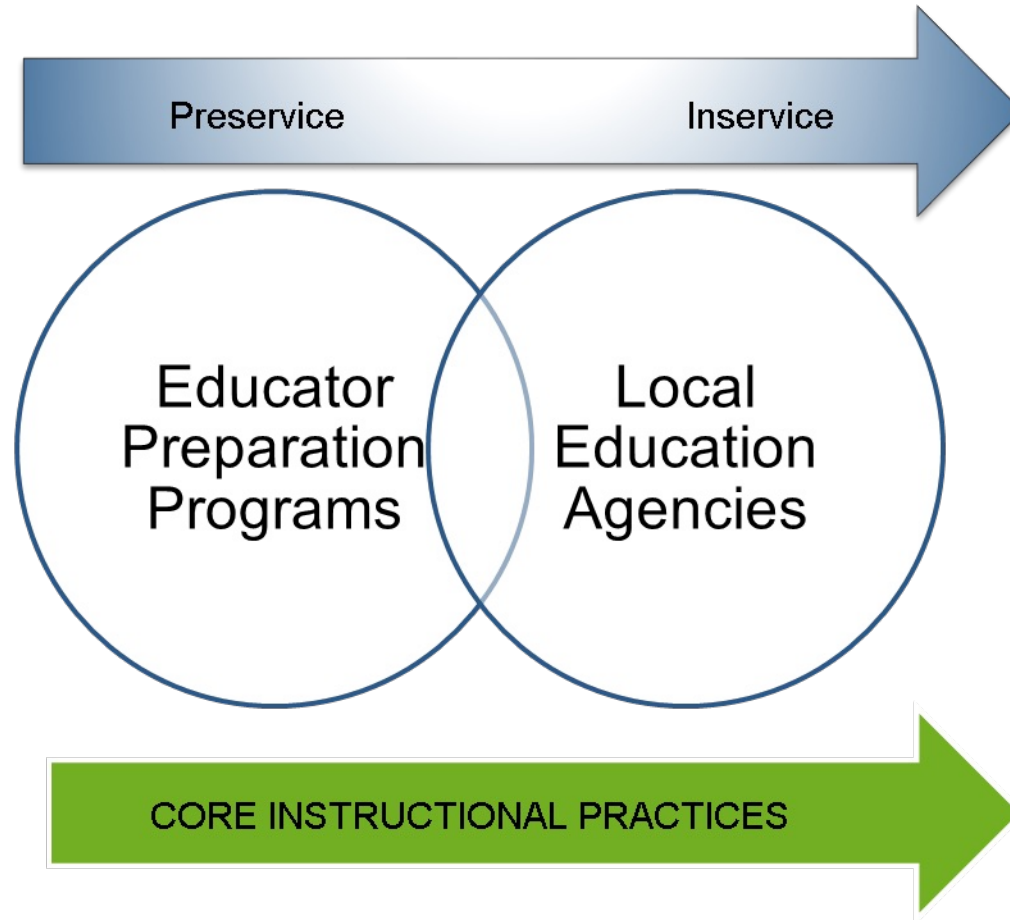 Preservice Inservice
Educator
Preparation
Programs
Local
Education
Agencies
CORE INSTRUCTIONAL PRACTICES